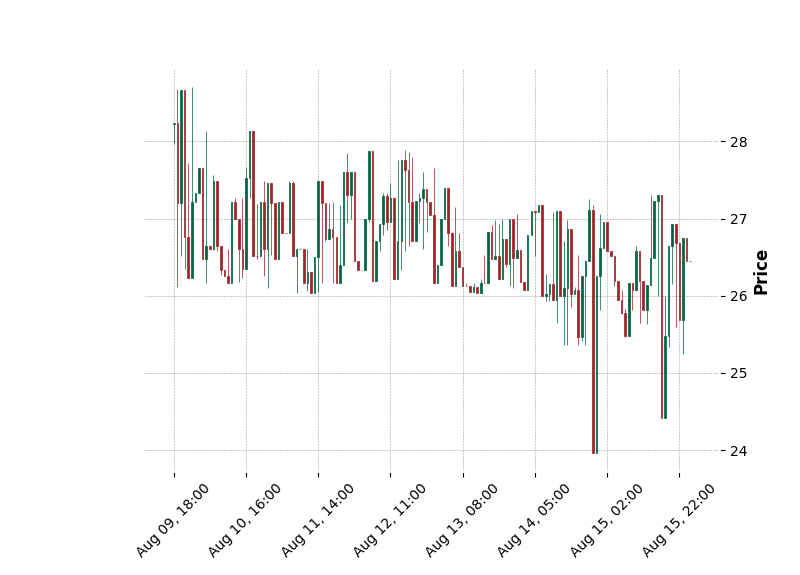 28
27
26
25
24
Price
Aug 09, 18:00
Aug 10, 16:00
Aug 11, 14:00
Aug 12, 11:00
Aug 13, 08:00
Aug 14, 05:00
Aug 15, 02:00
Aug 15, 22:00